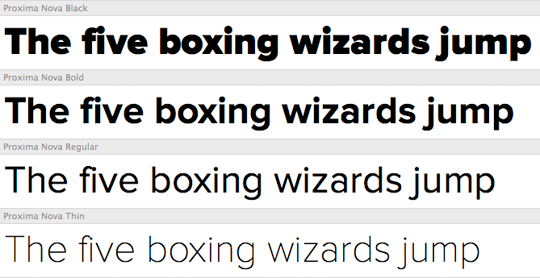 Proxima Nova Black
The five boxing wizards jump
Proxima Nova Bold
The five boxing wizards jump
Proxima Nova Regular
The five boxing wizards jump
Proxima Nova Thin
The five boxing wizards jump